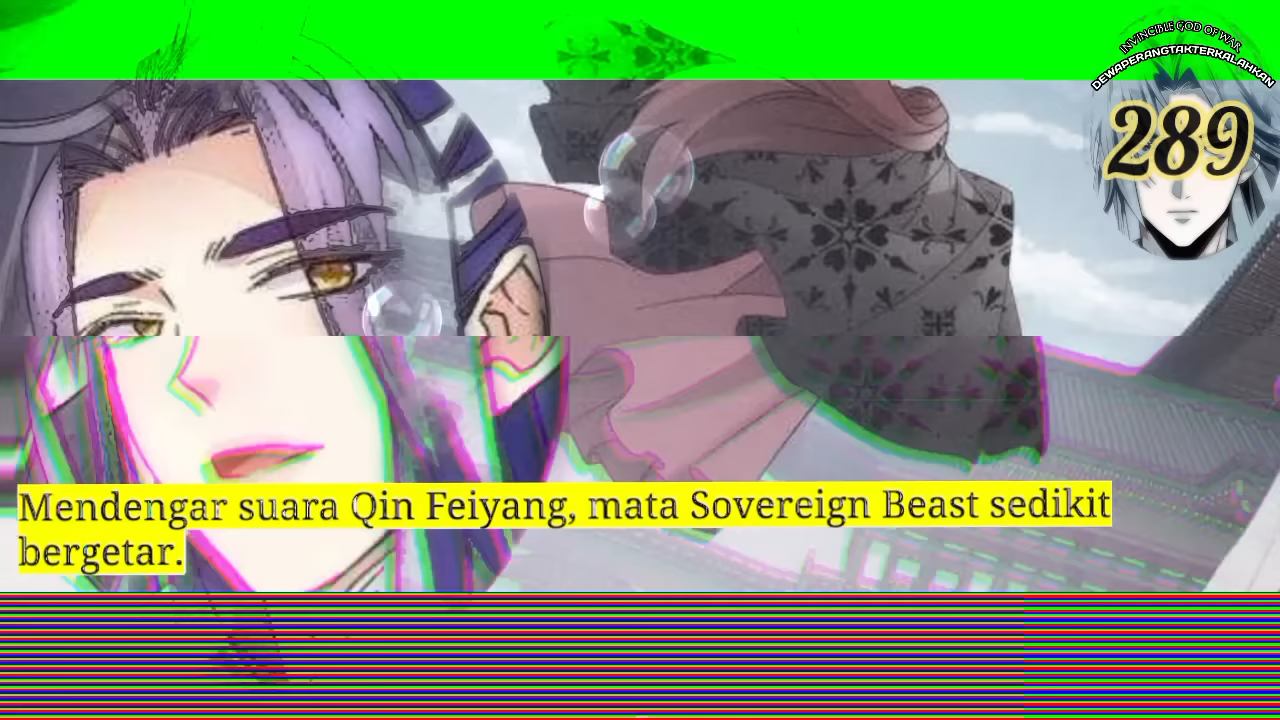 INVINCIBLE GOD OF WAR
DEWAPERANGTAKTERKALAHKAN
289
Mendengar suara Qin Feiyang, mata Sovereign Beast sedikit
bergetar.